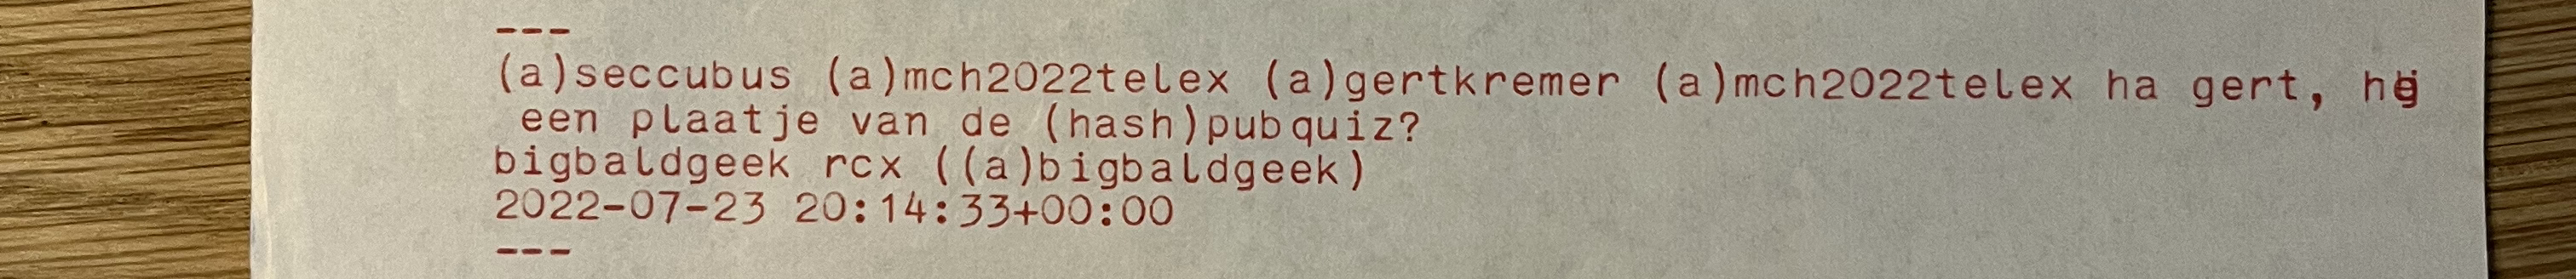 ---
(a)seccubus (a)mch2022telex (a)gertkremer (a)mch2022telex ha gert,
een plaatje van de (hash)pubquiz?
bigbaldgeek rcx ((a)bigbaldgeek)
2022-07-23 20:14:33+00:00
---